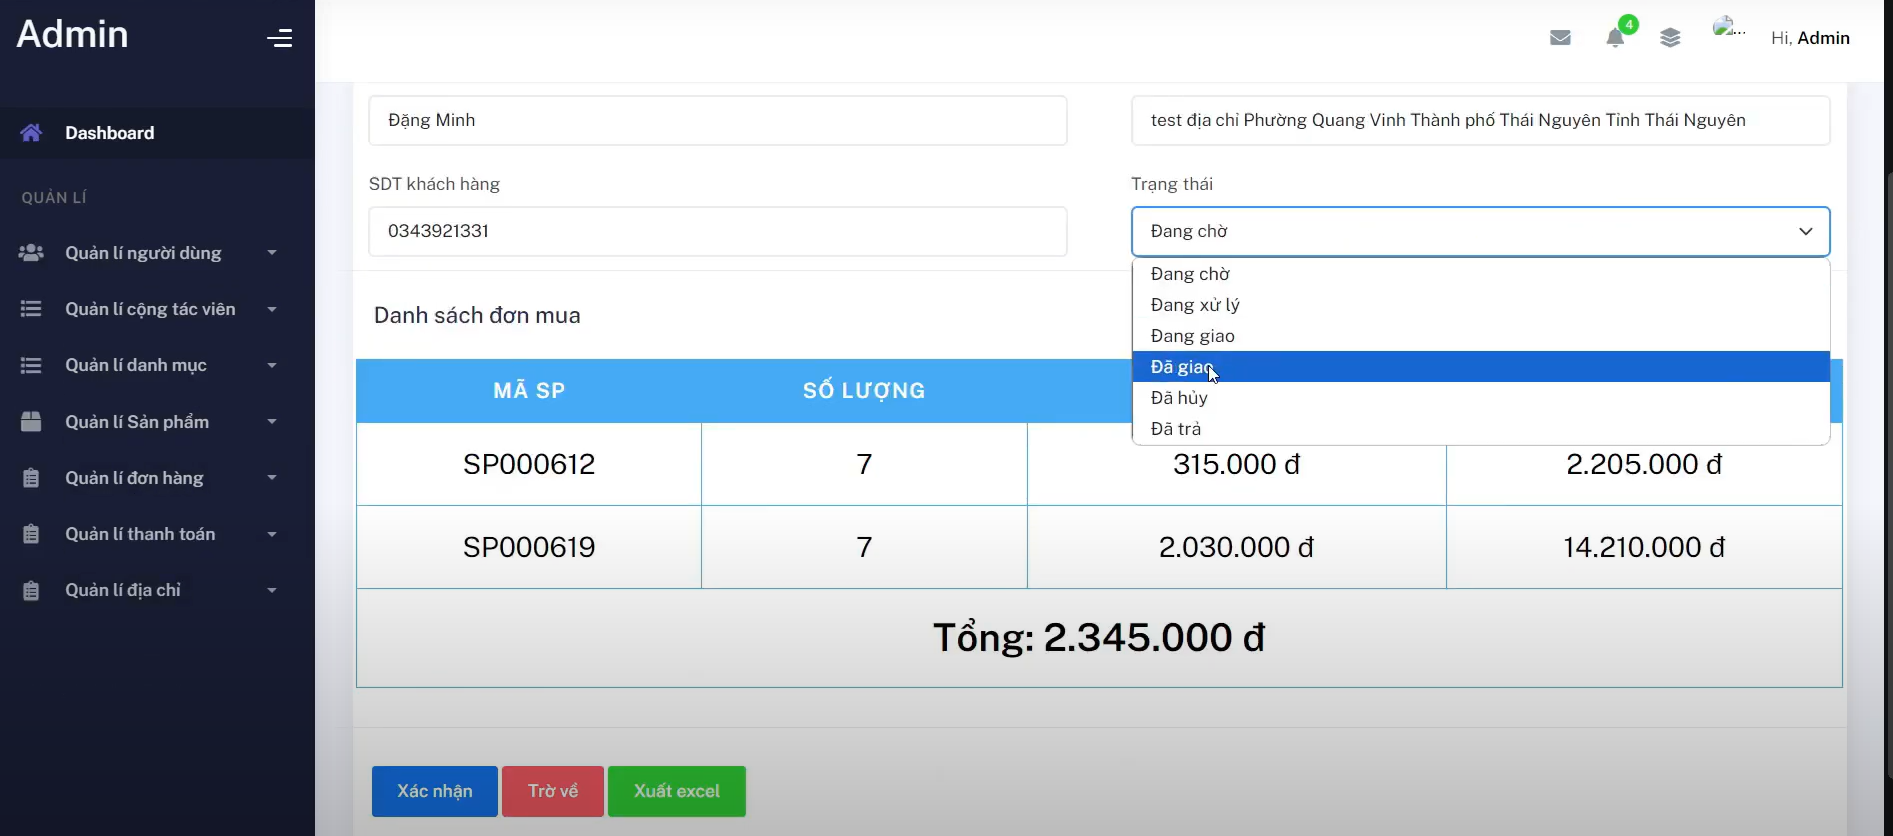 Admin
4
...
Hi, Admin
Dashboard
QUẢN LÍ
Quản lí người dùng
Quản lí cộng tác viên
Quản lí danh mục
Quản lí Sản phẩm
Quản lí đơn hàng
Quản lí thanh toán
Quản lí địa chỉ
Đặng Minh
test địa chỉ Phường Quang Vinh Thành phố Thái Nguyên Tỉnh Thái Nguyên
SDT khách hàng
Trạng thái
0343921331
Đang chờ
Đang chờ
Đang xử lý
Đang giao
Đã giao
Đã hủy
Đã trả
Danh sách đơn mua
MÃ SP
SỐ LƯỢNG
SP000612
7
315.000 đ
2.205.000 đ
SP000619
7
2.030.000 đ
14.210.000 đ
Tổng: 2.345.000 đ
Xác nhận
Trờ về
Xuất excel